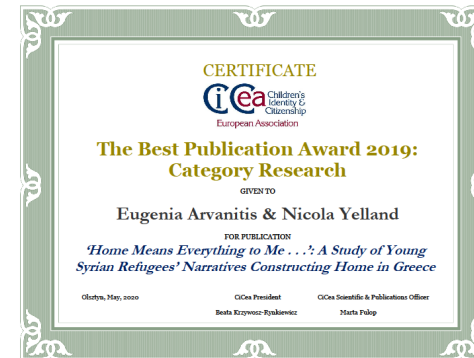 CERTIFICATE
CiCea Children's
Identity &
Citizenship
European Association
The Best Publication Award 2019:
Category Research
GIVEN TO
Eugenia Arvanitis & Nicola Yelland
FOR PUBLICATION
'Home Means Everything to Me . . .': A Study of Young
Syrian Refugees' Narratives Constructing Home in Greece
Olsztyn, May, 2020 CiCea President CiCea Scientific & Publications Officer
Beata Krzywosz-Rynkiewicz Marta Fulop